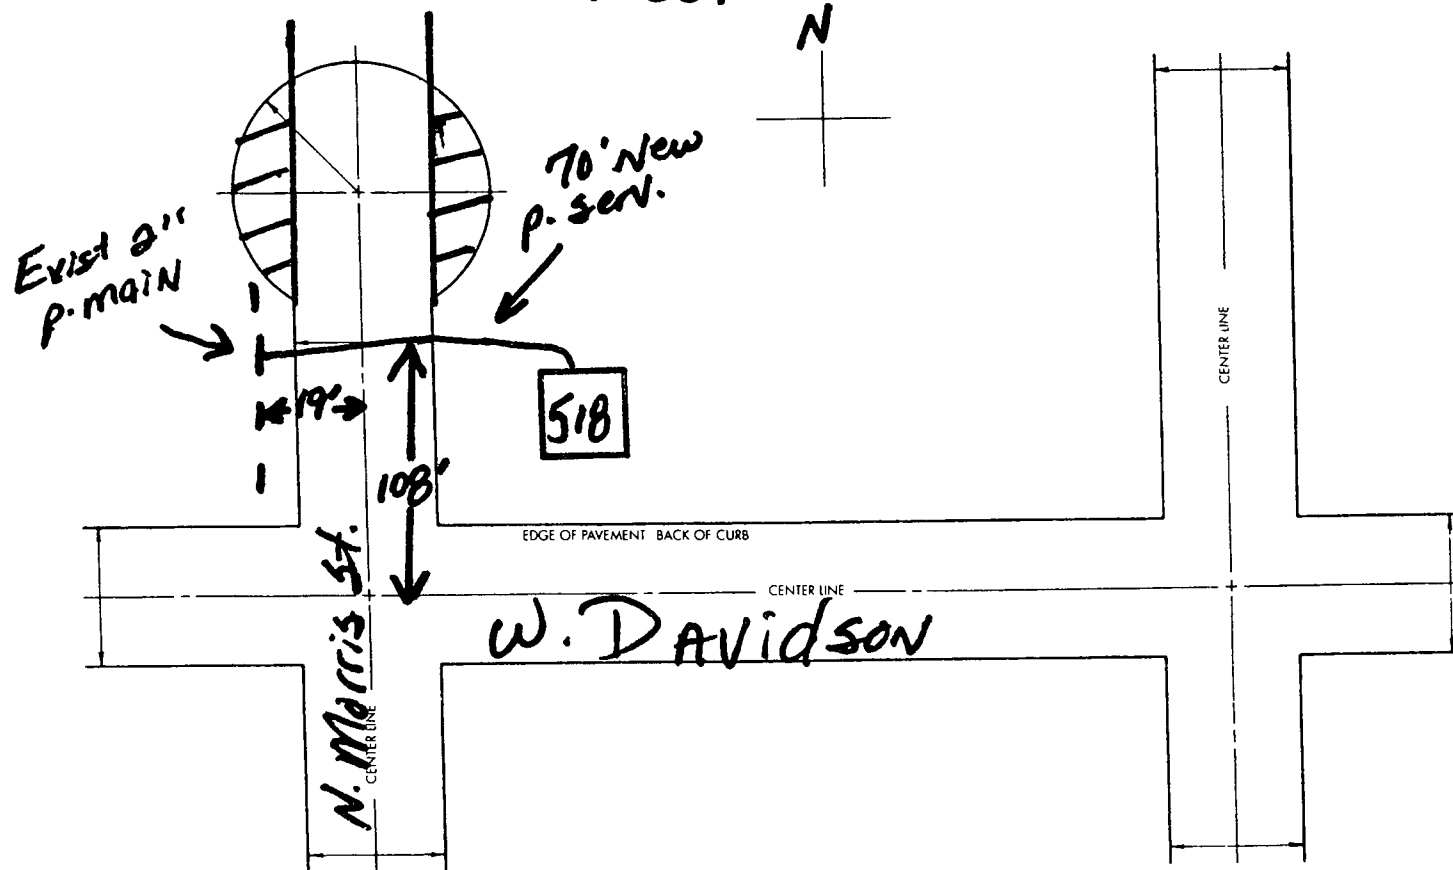 N
70' New
p. serv.
Exist 2"
p. main
19'
518
108'
CENTER LINE
EDGE OF PAVEMENT BACK OF CURB
CENTER LINE
W. DAVidSON
N. Morris St.
CENTER LINE